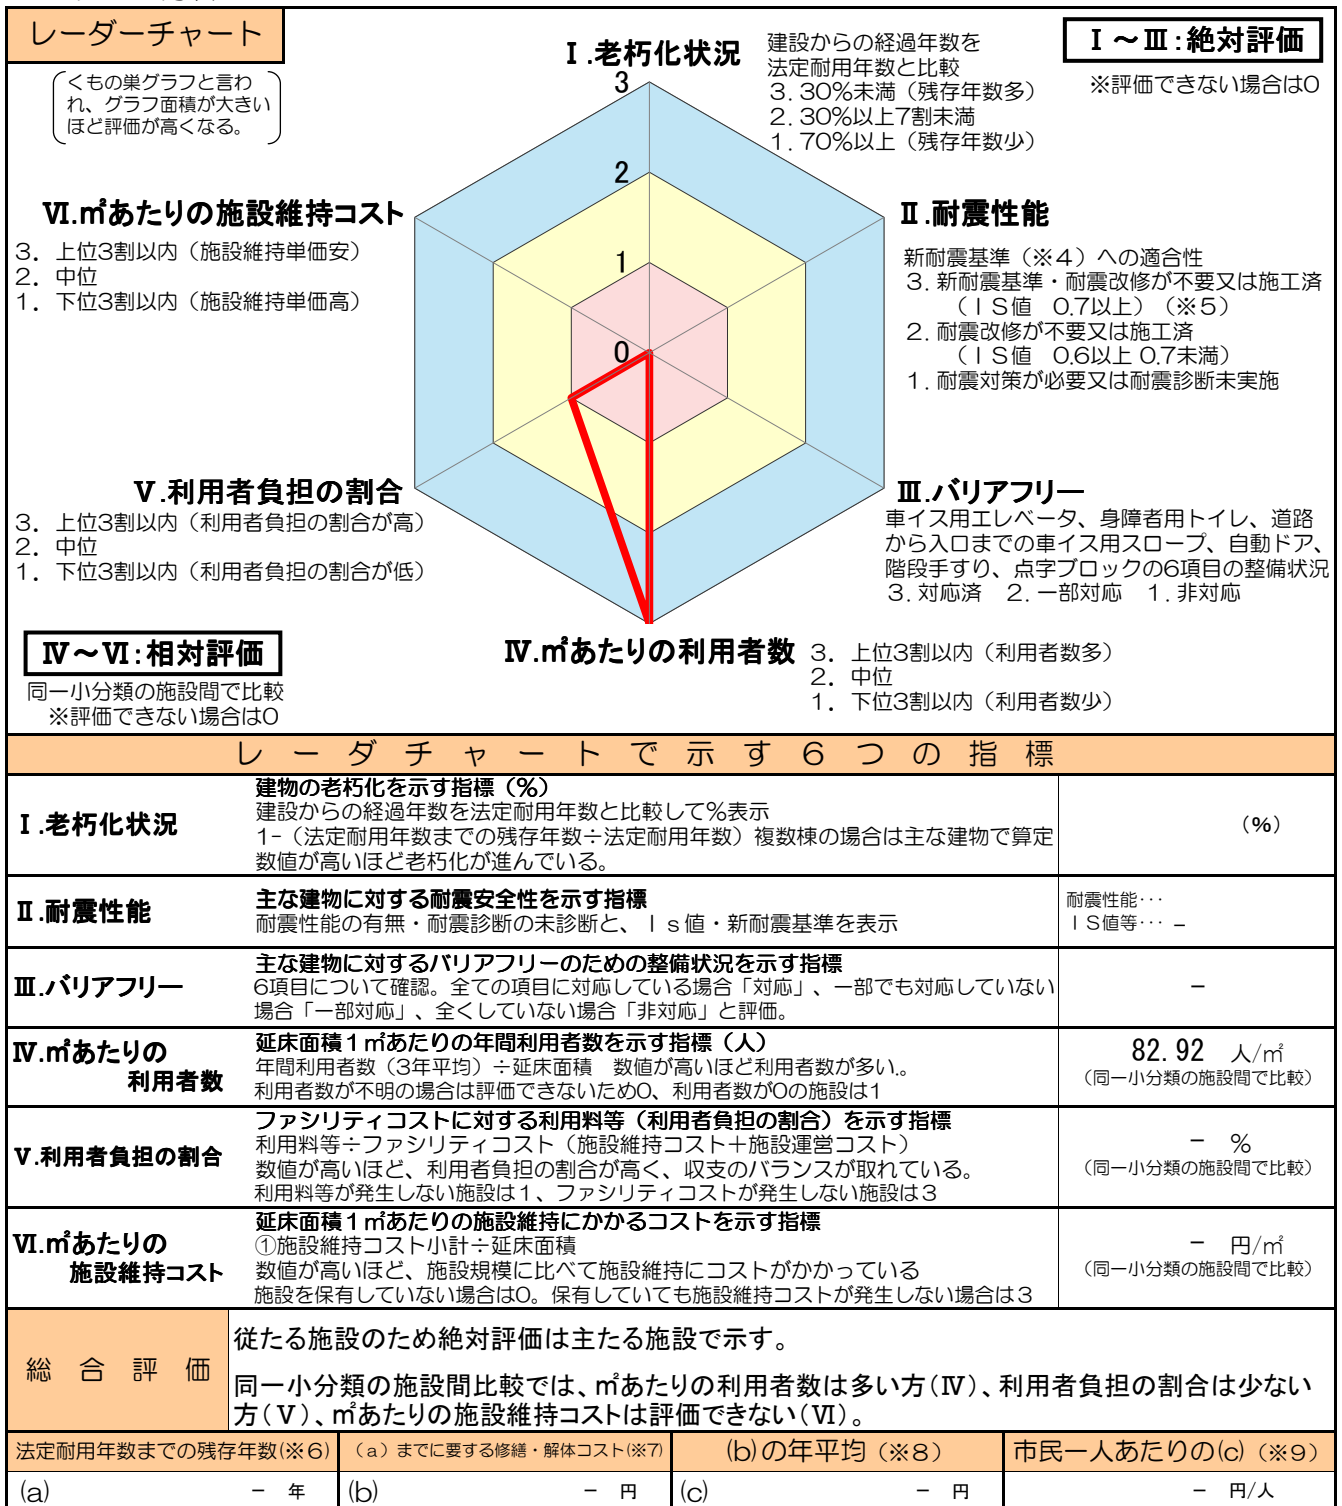 レーダーチャート
くもの巣グラフと言わ
れ、グラフ面積が大きい
ほど評価が高くなる。
Ⅰ.老朽化状況
建設からの経過年数を
法定耐用年数と比較
3. 30%未満（残存年数多）
2. 30%以上7割未満
1. 70%以上（残存年数少）
Ⅰ～Ⅲ：絶対評価
※評価できない場合は0
3
2
1
0
Ⅵ.㎡あたりの施設維持コスト
3. 上位3割以内（施設維持単価安）
2. 中位
1. 下位3割以内（施設維持単価高）
Ⅱ.耐震性能
新耐震基準（※４）への適合性
3. 新耐震基準・耐震改修が不要又は施工済
（ＩＳ値　0.7以上）（※５）
2. 耐震改修が不要又は施工済
（ＩＳ値　0.6以上 0.7未満）
1. 耐震対策が必要又は耐震診断未実施
Ⅴ.利用者負担の割合
3. 上位3割以内（利用者負担の割合が高）
2. 中位
1. 下位3割以内（利用者負担の割合が低）
Ⅲ.バリアフリー
車イス用エレベータ、身障者用トイレ、道路
から入口までの車イス用スロープ、自動ドア、
階段手すり、点字ブロックの6項目の整備状況
3. 対応済　2. 一部対応　1. 非対応
Ⅳ～Ⅵ：相対評価
同一小分類の施設間で比較
※評価できない場合は0
Ⅳ.㎡あたりの利用者数
3. 上位3割以内（利用者数多）
2. 中位
1. 下位3割以内（利用者数少）
レーダチャートで示す６つの指標
Ⅰ.老朽化状況
建物の老朽化を示す指標（%）
建設からの経過年数を法定耐用年数と比較して%表示
1-（法定耐用年数までの残存年数÷法定耐用年数）複数棟の場合は主な建物で算定
数値が高いほど老朽化が進んでいる。
（%）
Ⅱ.耐震性能
主な建物に対する耐震安全性を示す指標
耐震性能の有無・耐震診断の未診断と、Ｉｓ値・新耐震基準を表示
耐震性能…
ＩＳ値等… －
Ⅲ.バリアフリー
主な建物に対するバリアフリーのための整備状況を示す指標
6項目について確認。全ての項目に対応している場合「対応」、一部でも対応していない
場合「一部対応」、全くしていない場合「非対応」と評価。
－
Ⅳ.㎡あたりの
利用者数
延床面積１㎡あたりの年間利用者数を示す指標（人）
年間利用者数（3年平均）÷延床面積　数値が高いほど利用者数が多い。
利用者数が不明の場合は評価できないため0、利用者数が0の施設は1
82.92　人/㎡
（同一小分類の施設間で比較）
Ⅴ.利用者負担の割合
ファシリティコストに対する利用料等（利用者負担の割合）を示す指標
利用料等÷ファシリティコスト（施設維持コスト＋施設運営コスト）
数値が高いほど、利用者負担の割合が高く、収支のバランスが取れている。
利用料等が発生しない施設は１、ファシリティコストが発生しない施設は３
－　%
（同一小分類の施設間で比較）
Ⅵ.㎡あたりの
施設維持コスト
延床面積１㎡あたりの施設維持にかかるコストを示す指標
①施設維持コスト小計÷延床面積
数値が高いほど、施設規模に比べて施設維持にコストがかかっている
施設を保有していない場合は0。保有していても施設維持コストが発生しない場合は３
－　円/㎡
（同一小分類の施設間で比較）
総合評価
従たる施設のため絶対評価は主たる施設で示す。
同一小分類の施設間比較では、㎡あたりの利用者数は多い方（Ⅳ）、利用者負担の割合は少ない
方（Ⅴ）、㎡あたりの施設維持コストは評価できない（Ⅵ）。
法定耐用年数までの残存年数(※６)
（a）までに要する修繕・解体コスト(※7)
(b)の年平均（※８）
市民一人あたりの(c)（※９）
(a)　－　年
(b)　－　円
(c)　－　円
－　円/人